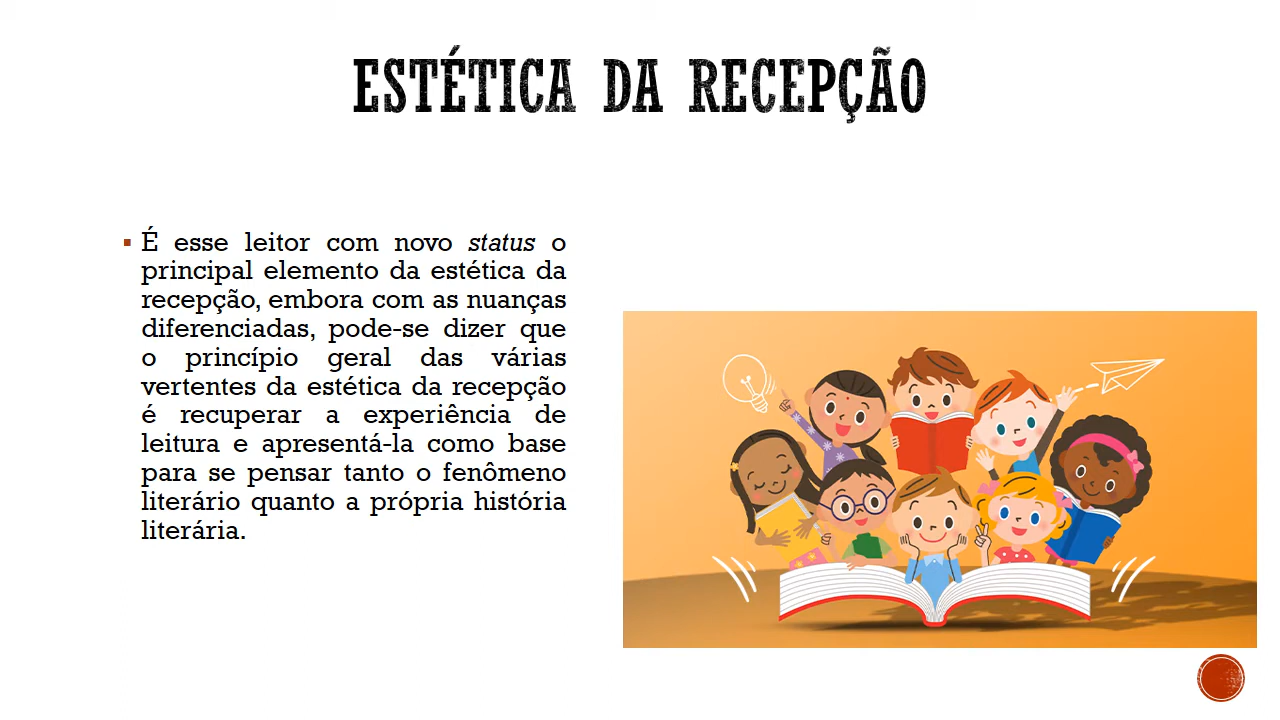 ESTÉTICA DA RECEPÇÃO
É esse leitor com novo status o
principal elemento da estética da
recepção, embora com as nuanças
diferenciadas, pode-se dizer que
o princípio geral das várias
vertentes da estética da recepção
é recuperar a experiência de
leitura e apresentá-la como base
para se pensar tanto o fenômeno
literário quanto a própria história
literária.